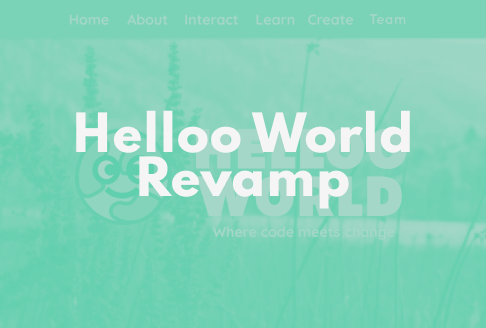 Home About Interact Learn Create Team
Helloo World
Revamp
HELLOO
WORLD
Where code meets change